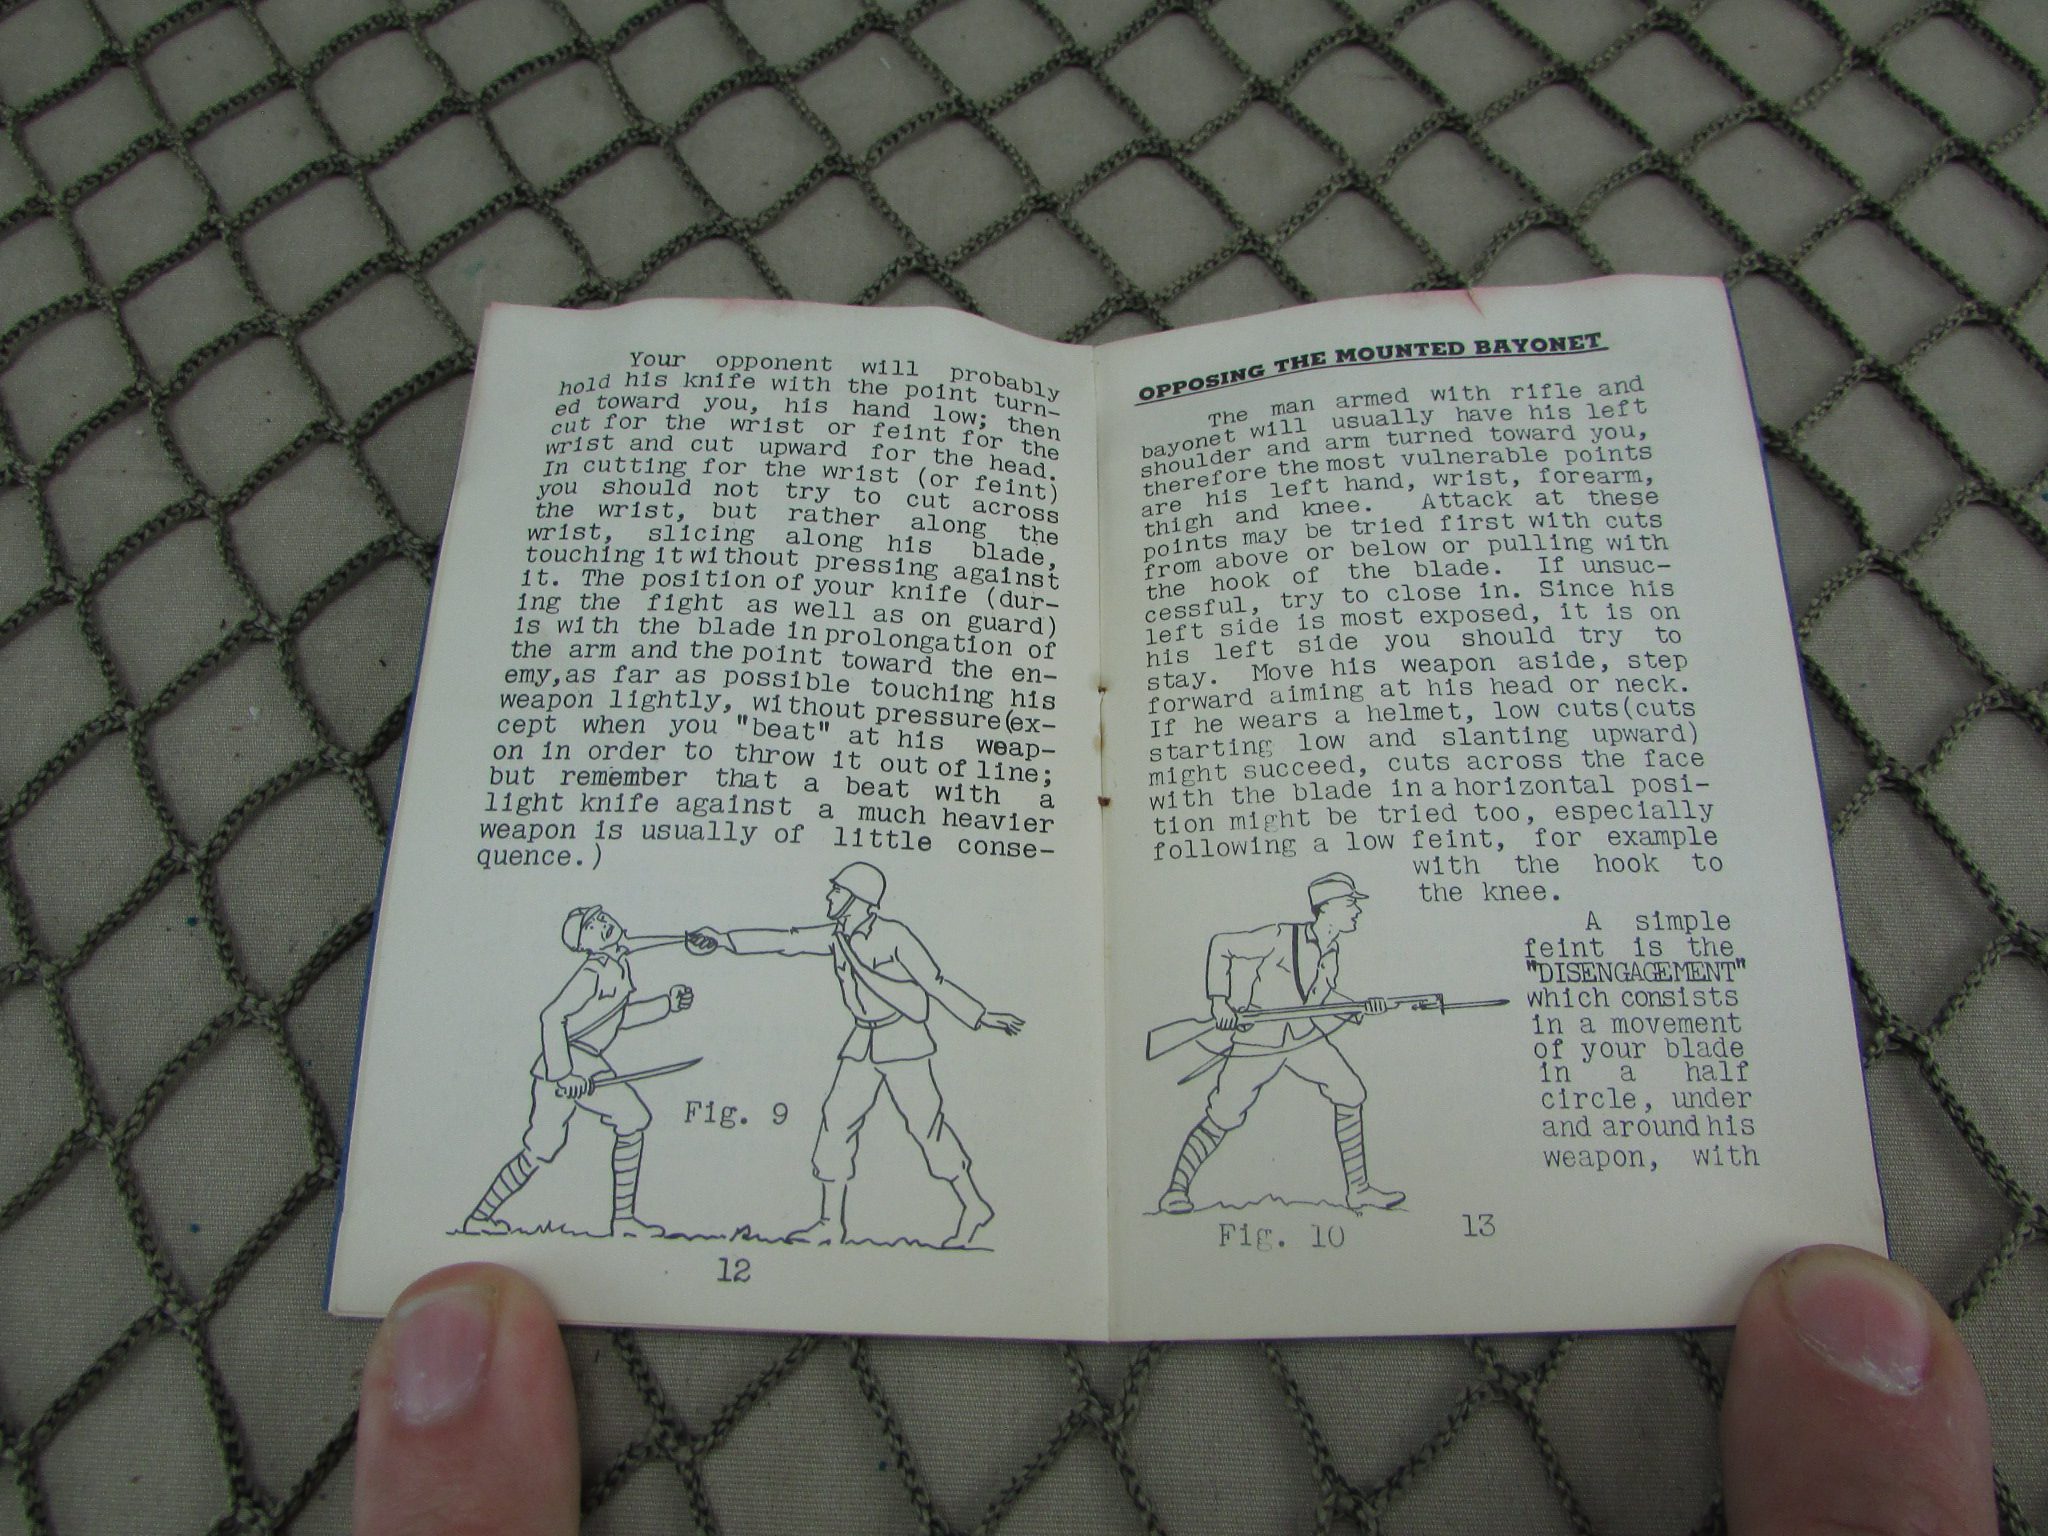 Your opponent will probably
hold his knife with the point turn-
ed toward you, his hand low; then
cut for the wrist or feint for the
wrist and cut upward for the head.
In cutting for the wrist (or feint)
you should not try to cut across
the wrist, but rather along the
wrist, slicing along his blade,
touching it without pressing against
it. The position of your knife (dur-
ing the fight as well as on guard)
is with the blade in prolongation of
the arm and the point toward the en-
emy, as far as possible touching his
weapon lightly, without pressure (ex-
cept when you "beat" at his weap-
on in order to throw it out of line;
but remember that a beat with a
light knife against a much heavier
weapon is usually of little conse-
quence.)
Fig. 9
12
OPPOSING THE MOUNTED BAYONET
The man armed with rifle and
bayonet will usually have his left
shoulder and arm turned toward you,
therefore the most vulnerable points
are his left hand, wrist, forearm,
thigh and knee. Attack at these
points may be tried first with cuts
from above or below or pulling with
the hook of the blade. If unsuc-
cessful, try to close in. Since his
left side is most exposed, it is on
his left side you should try to
stay. Move his weapon aside, step
forward aiming at his head or neck.
If he wears a helmet, low cuts (cuts
starting low and slanting upward)
might succeed, cuts across the face
with the blade in a horizontal posi-
tion might be tried too, especially
following a low feint, for example
with the hook to
the knee.
A simple
feint is the
"DISENGAGEMENT"
which consists
in a movement
of your blade
in a half
circle, under
and around his
weapon, with
Fig. 10
13